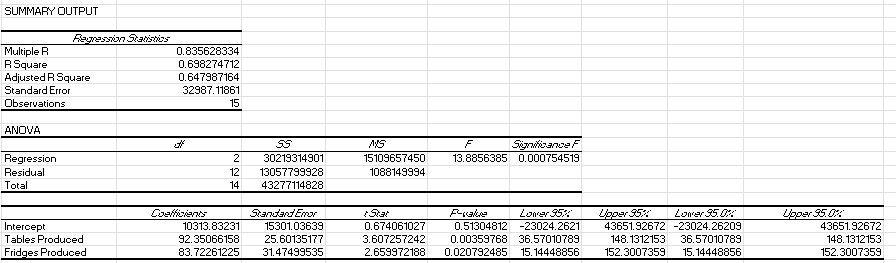 SUMMARY OUTPUT
Regression Statistics
Multiple R 0.835628334
R Square 0.698274712
Adjusted R Square 0.647987164
Standard Error 32987.11861
Observations 15
ANOVA
df SS MS F Significance F
Regression 2 30219314901 15109657450 13.8856385 0.000754519
Residual 12 13057799928 1088149994
Total 14 43277114828
Coefficients Standard Error t Stat P-value Lower 95% Upper 95% Lower 95.0% Upper 95.0%
Intercept 10313.83231 15301.03639 0.674061027 0.51304812 -23024.2621 43651.92672 -23024.26209 43651.92672
Tables Produced 92.35066158 25.60135177 3.607257242 0.00359768 36.57010789 148.1312153 36.57010789 148.1312153
Fridges Produced 83.72261225 31.47499535 2.659972188 0.020792485 15.14448856 152.3007359 15.14448856 152.3007359